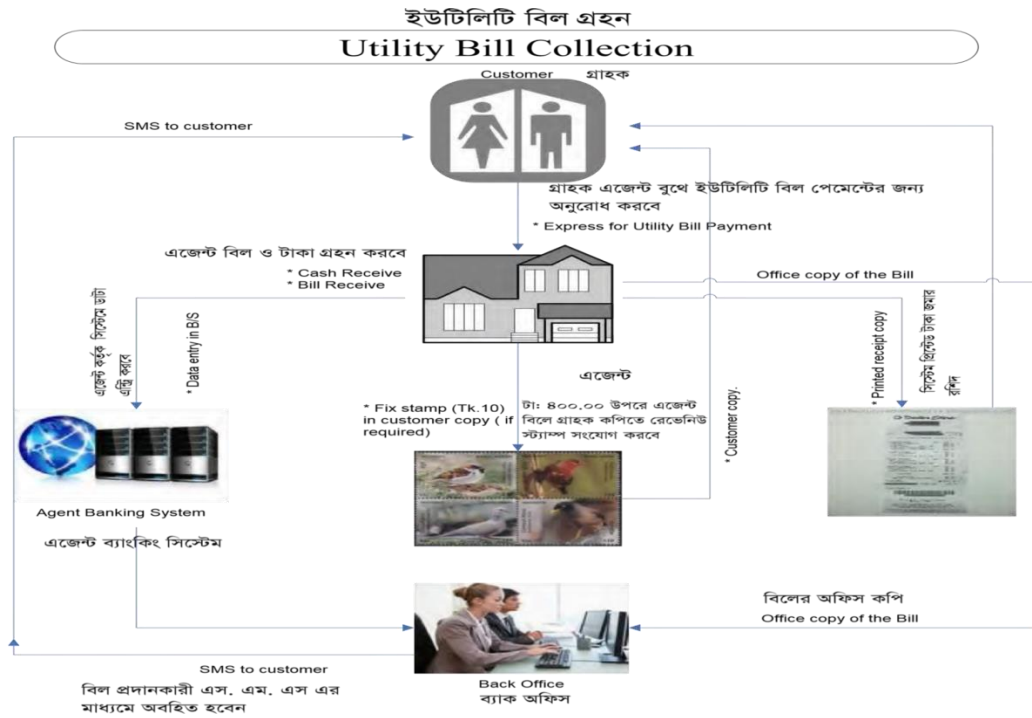 ইউটিলিটি বিল গ্রহন
Utility Bill Collection
Customer গ্রাহক
SMS to customer
গ্রাহক এজেন্ট বুথে ইউটিলিটি বিল পেমেন্টের জন্য
অনুরোধ করবে
* Express for Utility Bill Payment
এজেন্ট বিল ও টাকা গ্রহন করবে
* Cash Receive
* Bill Receive
Office copy of the Bill
এজেন্ট কর্তৃক সিস্টেমে ডাটা
এন্ট্রি করবে
* Data entry in B/S
* Printed receipt copy
সিস্টেম প্রিন্টেড টাকা জমার
রশিদ
এজেন্ট
* Fix stamp (Tk.10)
in customer copy ( if
required)
টা: ৪০০.০০ উপরে এজেন্ট
বিলে গ্রাহক কপিতে রেভেনিউ
স্ট্যাম্প সংযোগ করবে
* Customer copy.
Agent Banking System
এজেন্ট ব্যাংকিং সিস্টেম
বিলের অফিস কপি
Office copy of the Bill
SMS to customer
বিল প্রদানকারী এস. এম. এস এর
মাধ্যমে অবহিত হবেন
Back Office
ব্যাক অফিস